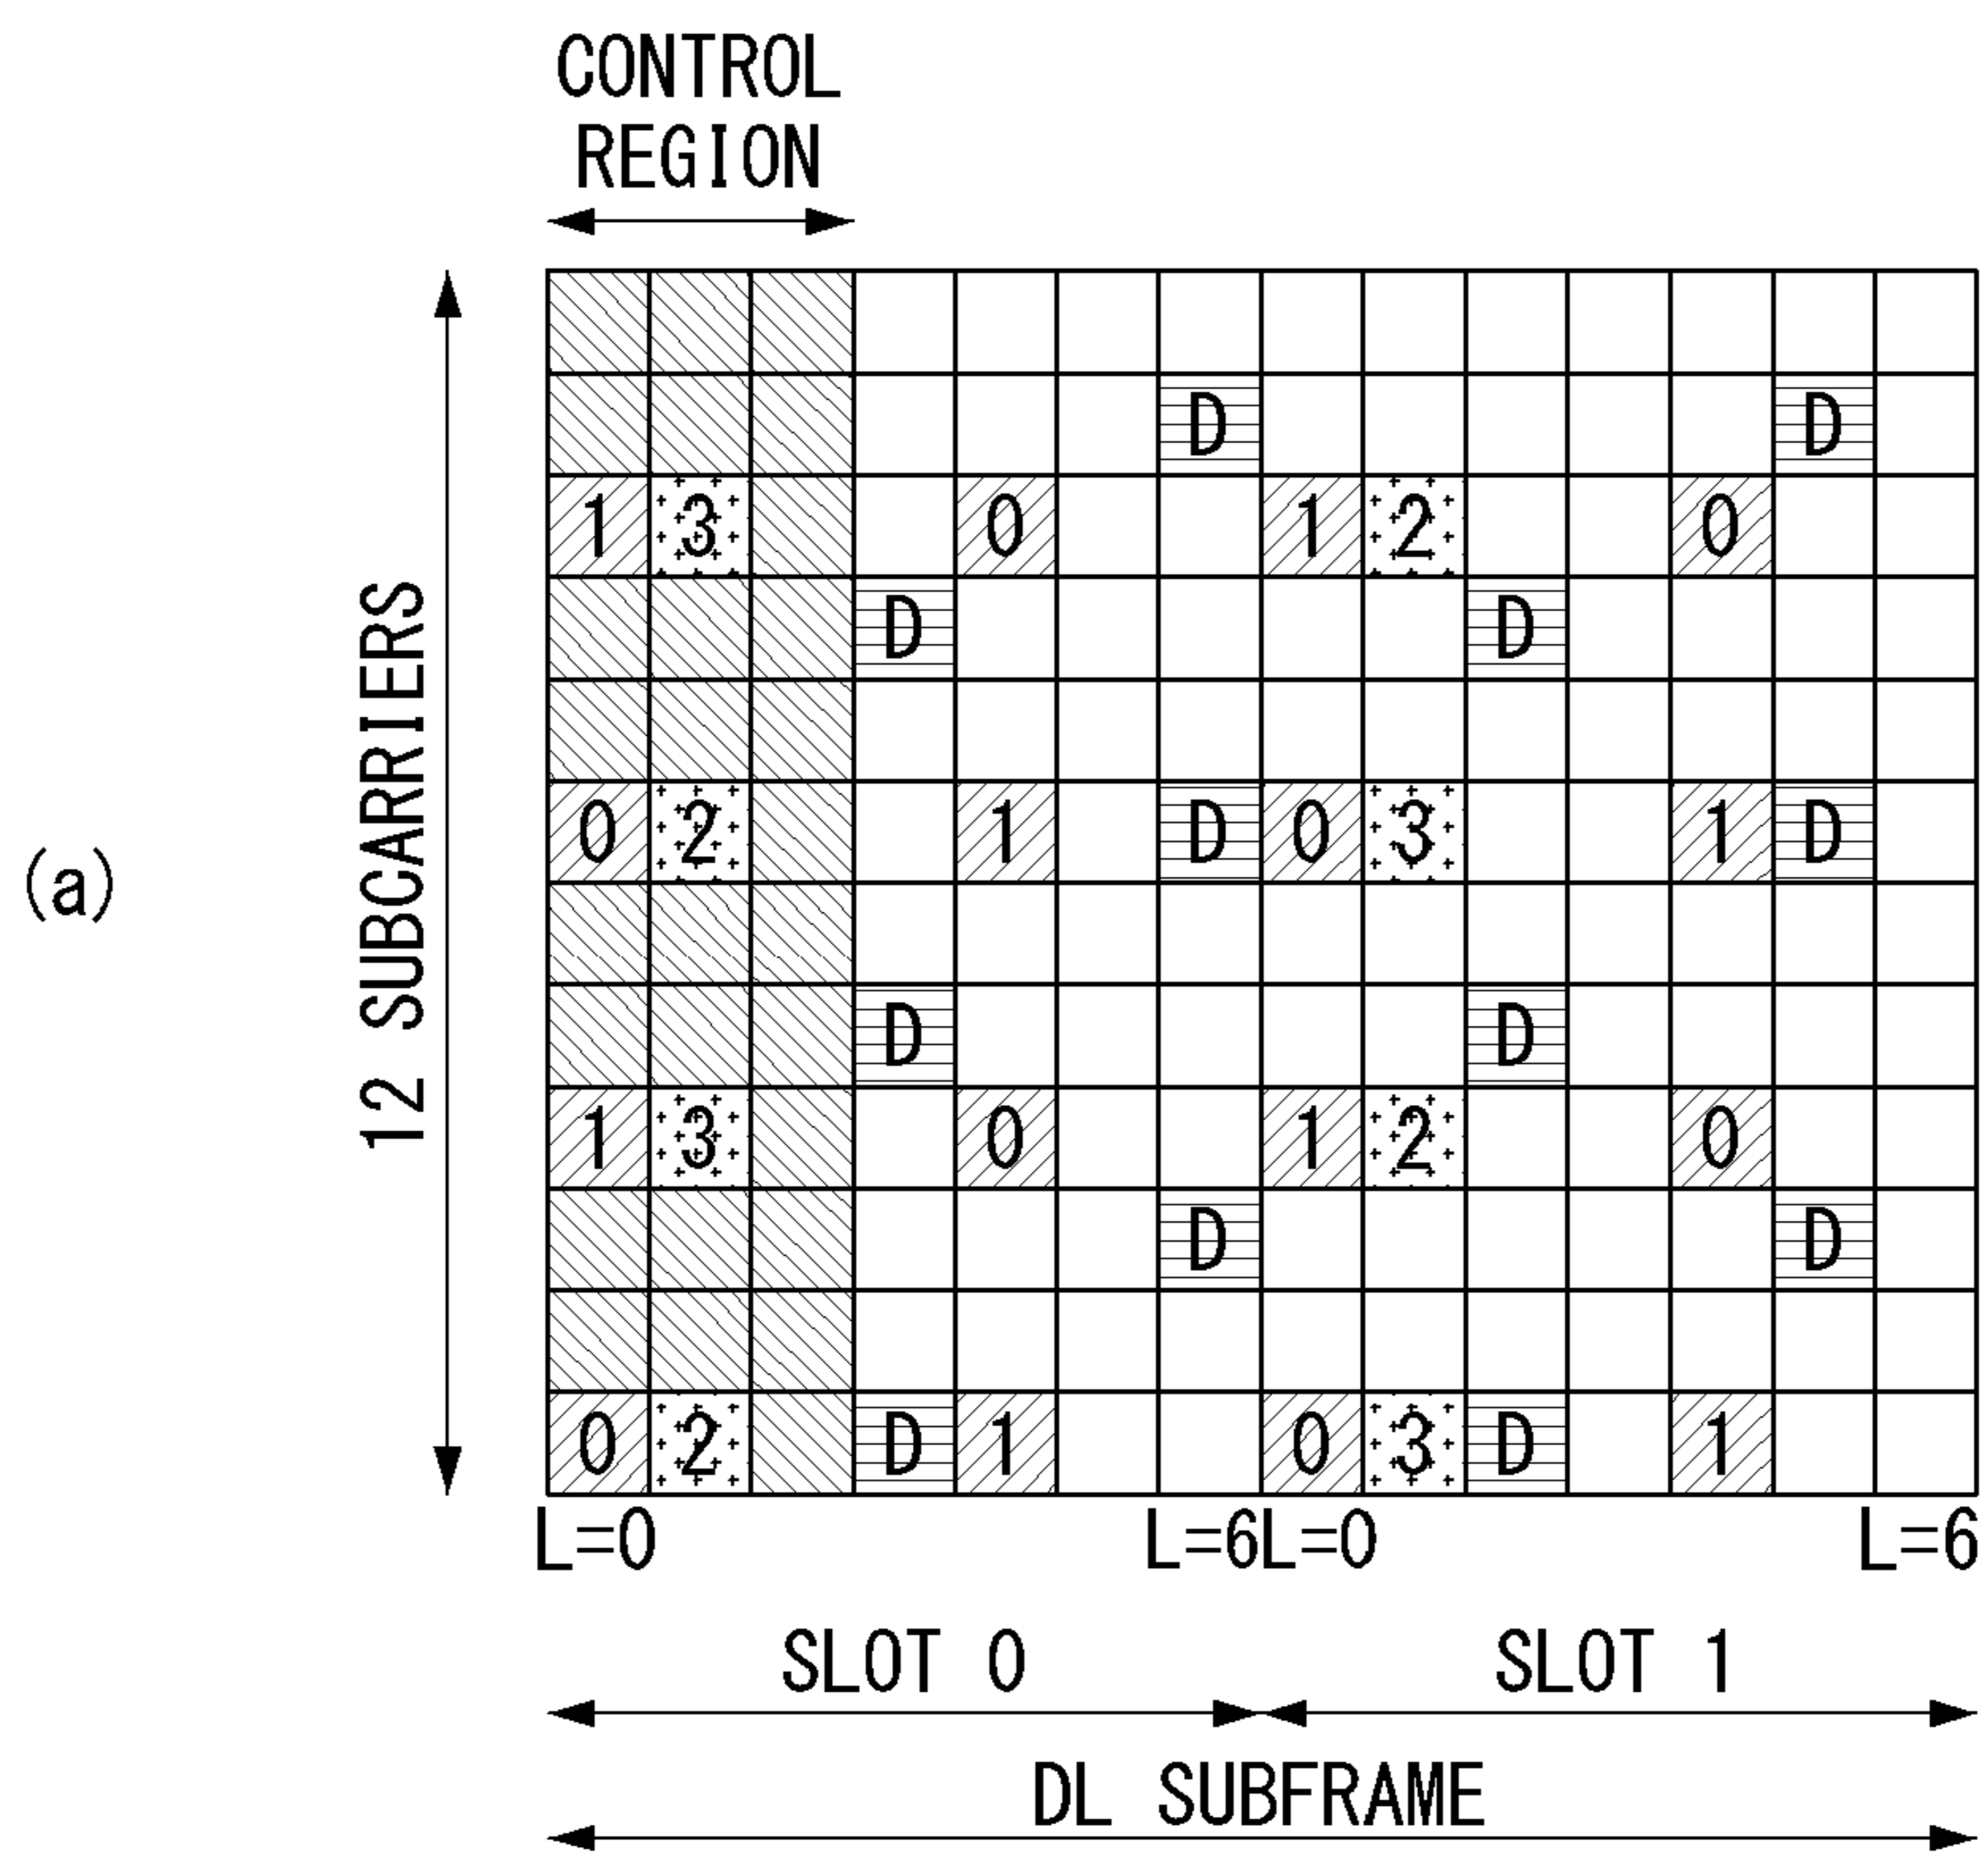 CONTROL
REGION
12 SUBCARRIERS
(a)
D D
1 3 0 1 2 0
D D
0 2 1 D 0 3 1 D
D D
1 3 0 1 2 0
D D
0 2 D 1 0 3 D 1
L=0 L=6 L=0 L=6
SLOT 0 SLOT 1
DL SUBFRAME